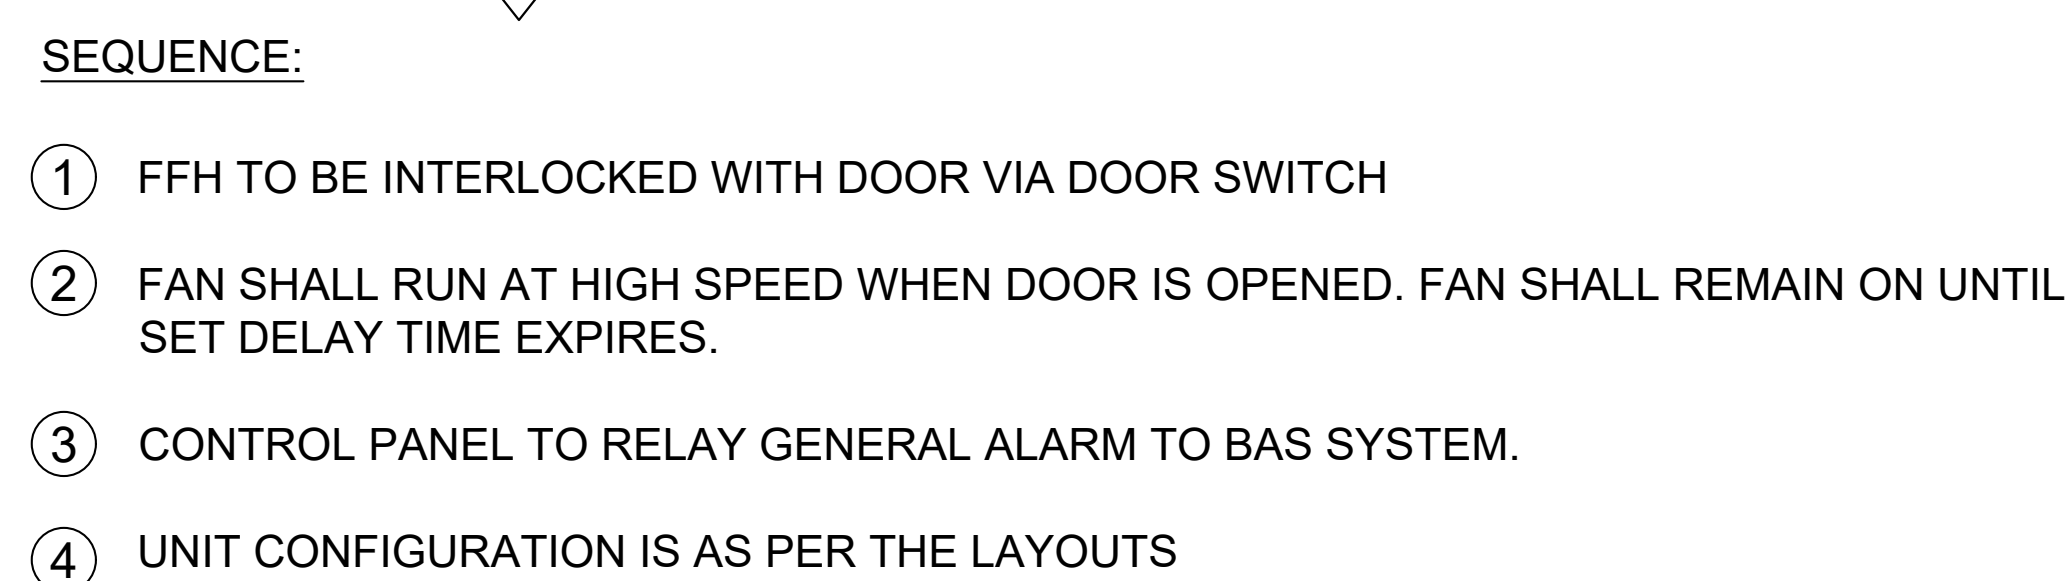 SEQUENCE:
1 FFH TO BE INTERLOCKED WITH DOOR VIA DOOR SWITCH
2 FAN SHALL RUN AT HIGH SPEED WHEN DOOR IS OPENED. FAN SHALL REMAIN ON UNTIL
SET DELAY TIME EXPIRES.
3 CONTROL PANEL TO RELAY GENERAL ALARM TO BAS SYSTEM.
4 UNIT CONFIGURATION IS AS PER THE LAYOUTS